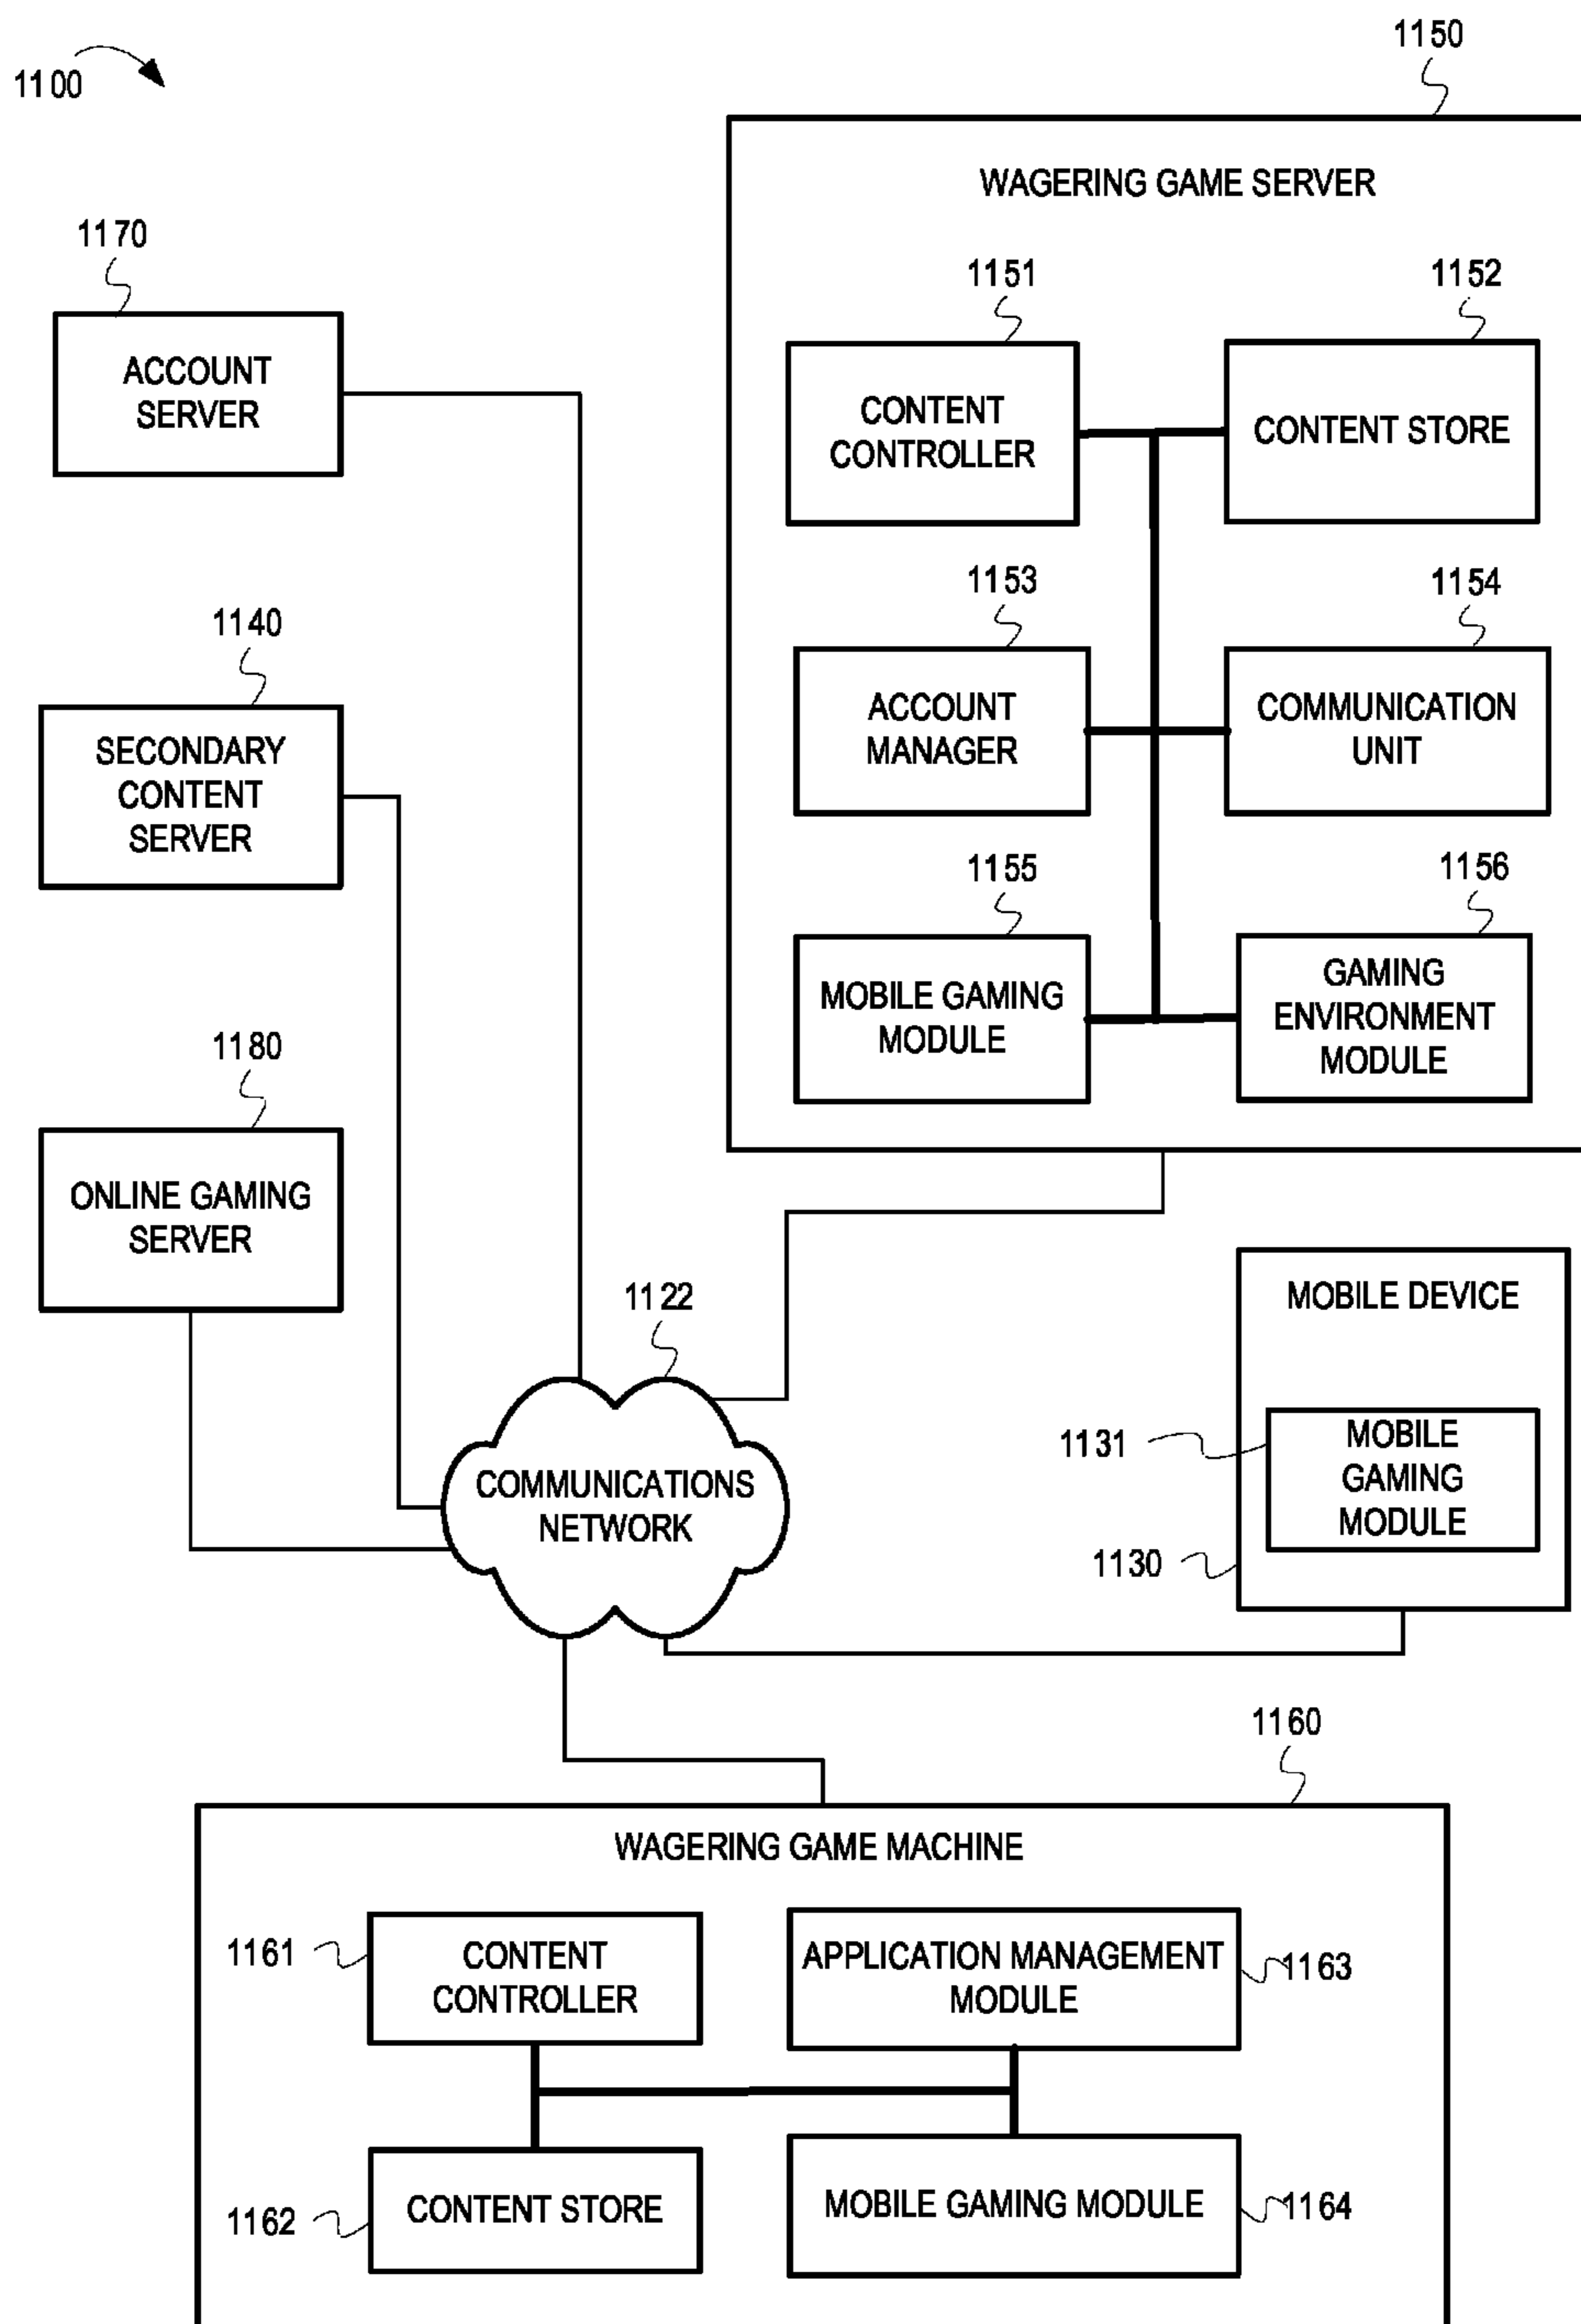 1100
1150
WAGERING GAME SERVER
1170
ACCOUNT
SERVER
1151
CONTENT
CONTROLLER
1152
CONTENT STORE
1140
SECONDARY
CONTENT
SERVER
1153
ACCOUNT
MANAGER
1154
COMMUNICATION
UNIT
1155
MOBILE GAMING
MODULE
1156
GAMING
ENVIRONMENT
MODULE
1180
ONLINE GAMING
SERVER
1122
COMMUNICATIONS
NETWORK
MOBILE DEVICE
1131
MOBILE
GAMING
MODULE
1130
1160
WAGERING GAME MACHINE
1161
CONTENT
CONTROLLER
APPLICATION MANAGEMENT
MODULE
1163
1162
CONTENT STORE
MOBILE GAMING MODULE
1164